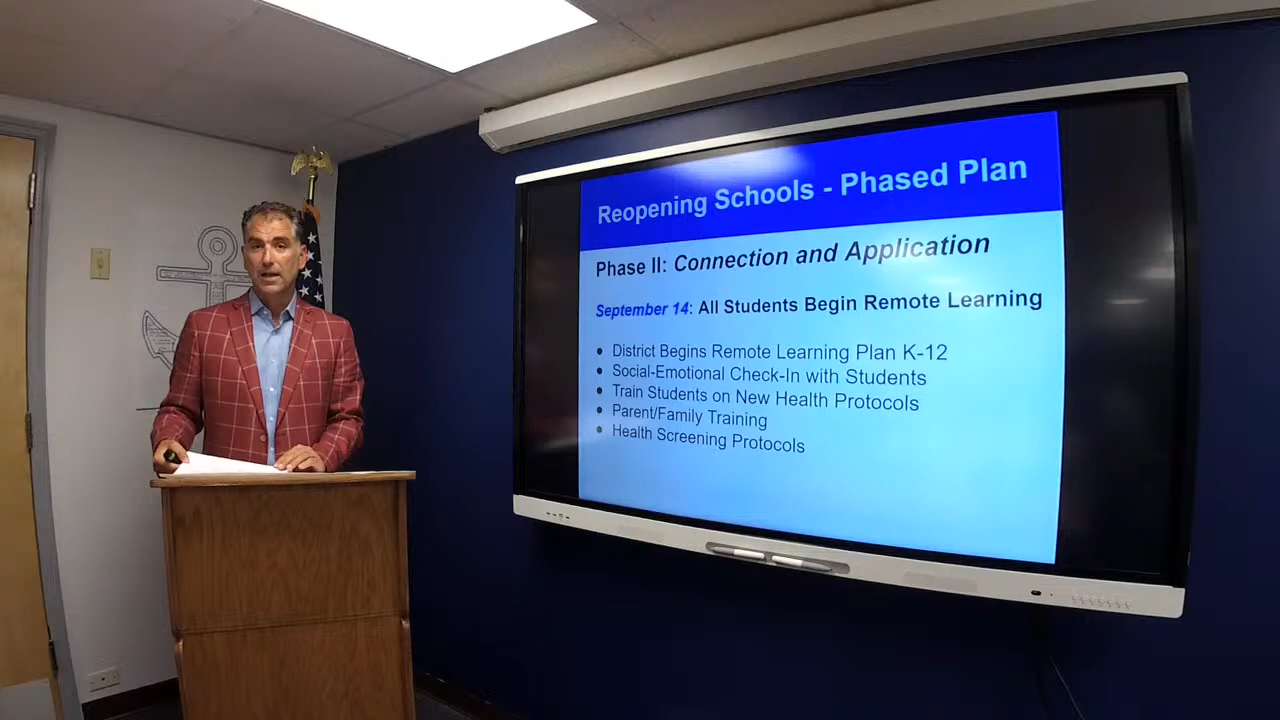 Reopening Schools - Phased Plan
Phase II: Connection and Application
September 14: All Students Begin Remote Learning
● District Begins Remote Learning Plan K-12
● Social-Emotional Check-In with Students
● Train Students on New Health Protocols
● Parent/Family Training
● Health Screening Protocols